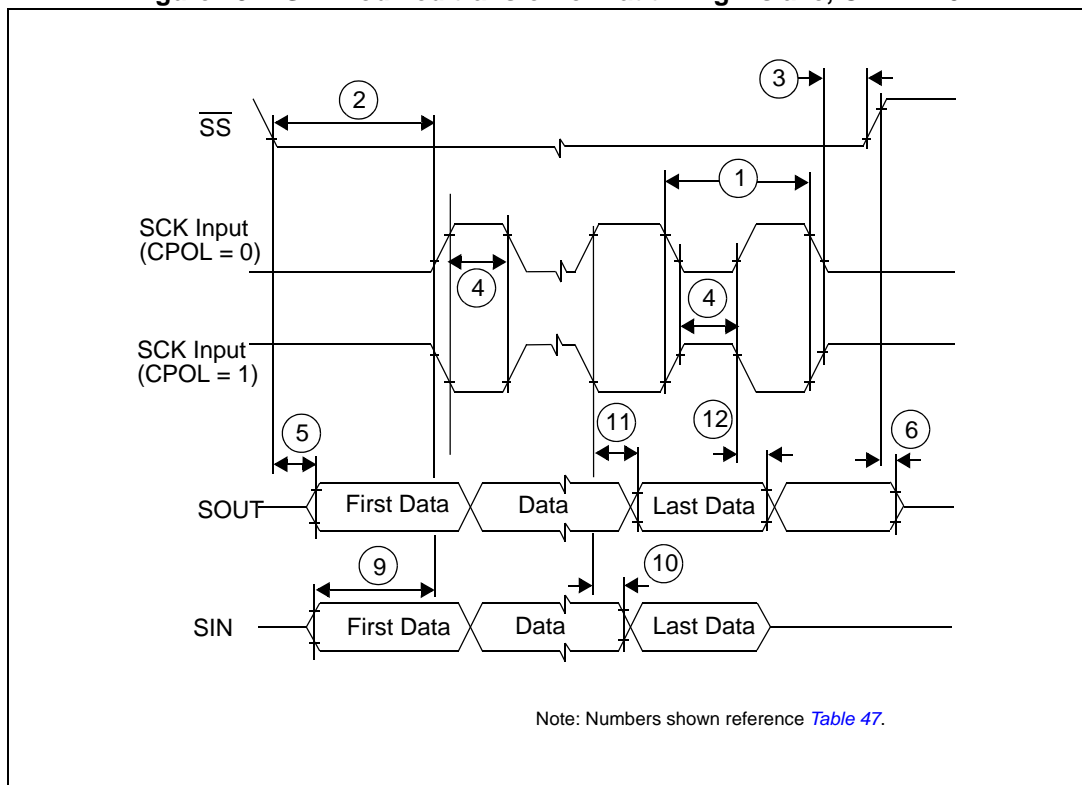 3
2
SS
1
SCK Input
(CPOL = 0)
4
4
SCK Input
(CPOL = 1)
5
11
12
6
SOUT
First Data
Data
Last Data
9
10
SIN
First Data
Data
Last Data
Note: Numbers shown reference Table 47.